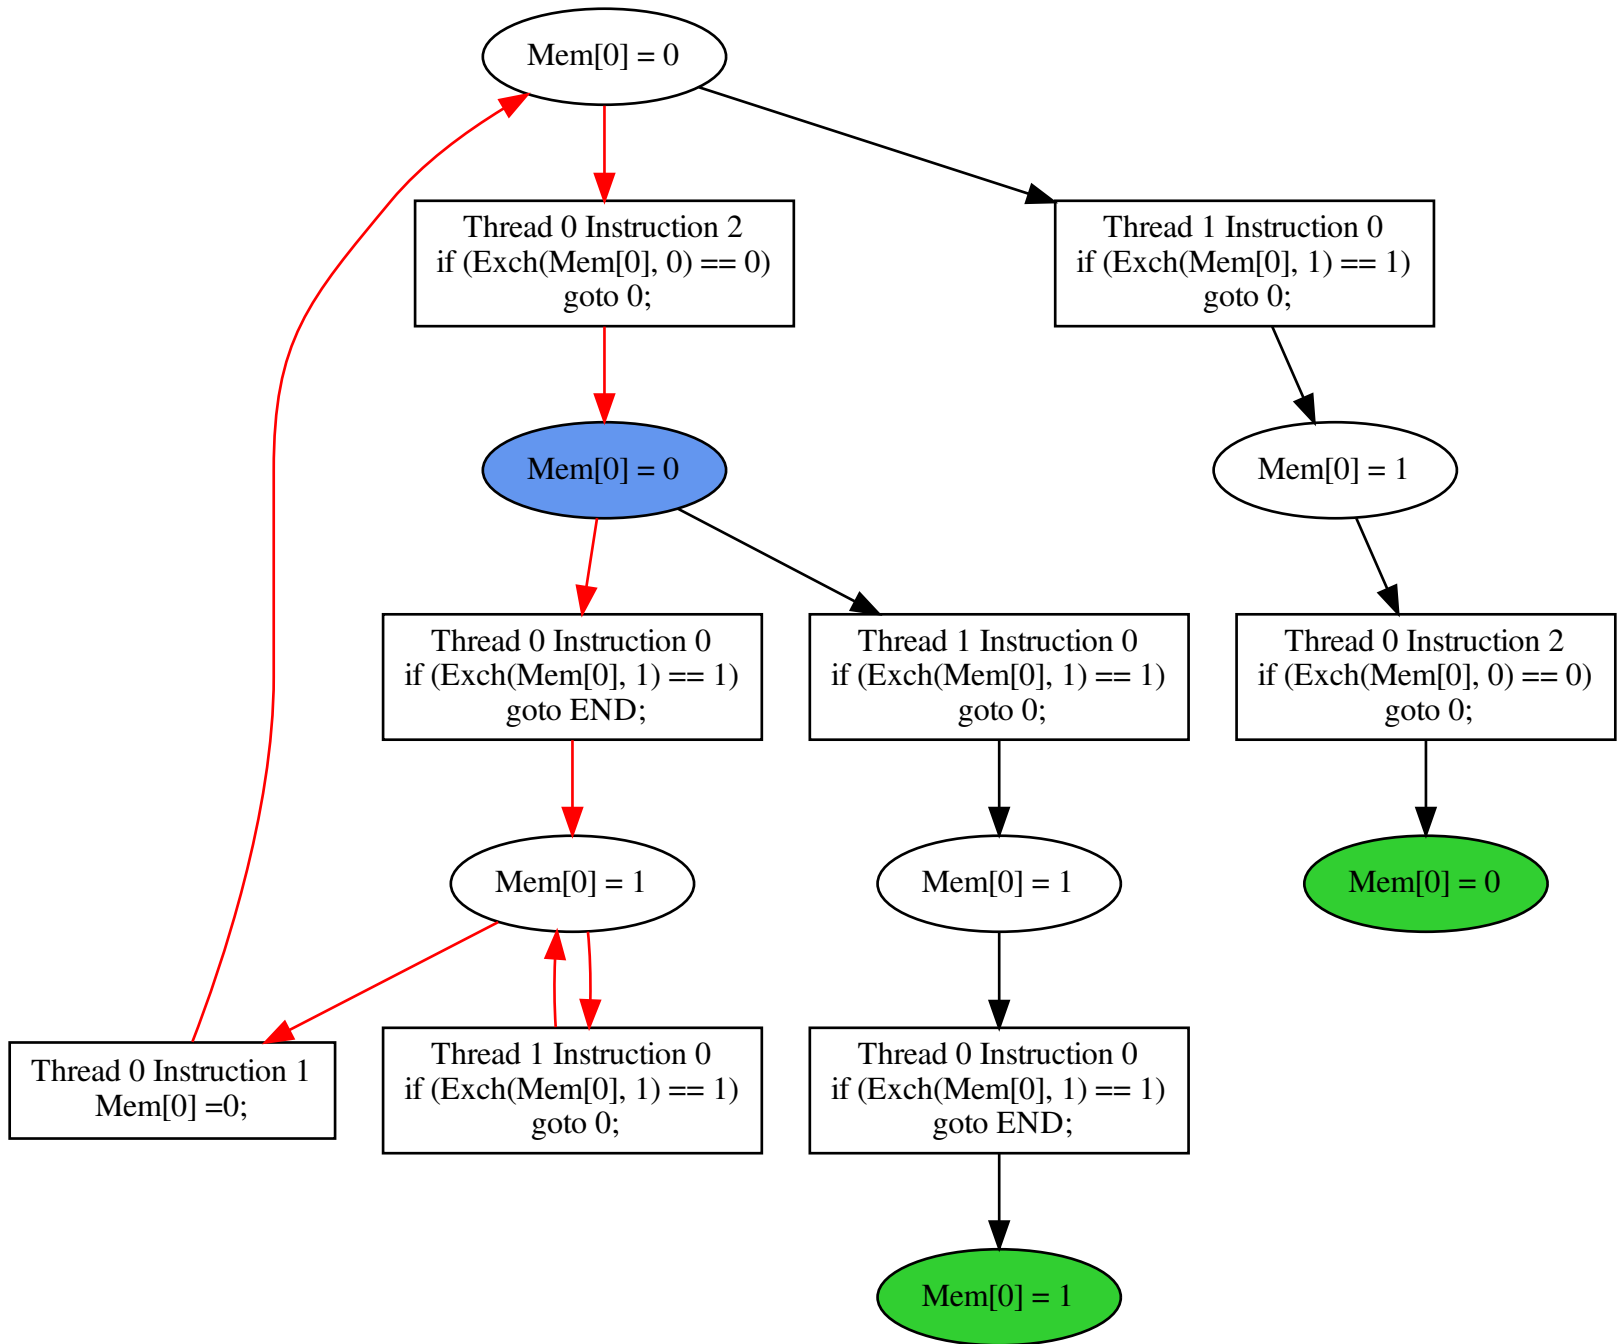 Mem[0] = 0
Thread 0 Instruction 2
if (Exch(Mem[0], 0) == 0)
goto 0;
Thread 1 Instruction 0
if (Exch(Mem[0], 1) == 1)
goto 0;
Mem[0] = 0
Mem[0] = 1
Thread 0 Instruction 0
if (Exch(Mem[0], 1) == 1)
goto END;
Thread 1 Instruction 0
if (Exch(Mem[0], 1) == 1)
goto 0;
Thread 0 Instruction 2
if (Exch(Mem[0], 0) == 0)
goto 0;
Mem[0] = 1
Mem[0] = 1
Mem[0] = 0
Thread 0 Instruction 1
Mem[0] =0;
Thread 1 Instruction 0
if (Exch(Mem[0], 1) == 1)
goto 0;
Thread 0 Instruction 0
if (Exch(Mem[0], 1) == 1)
goto END;
Mem[0] = 1